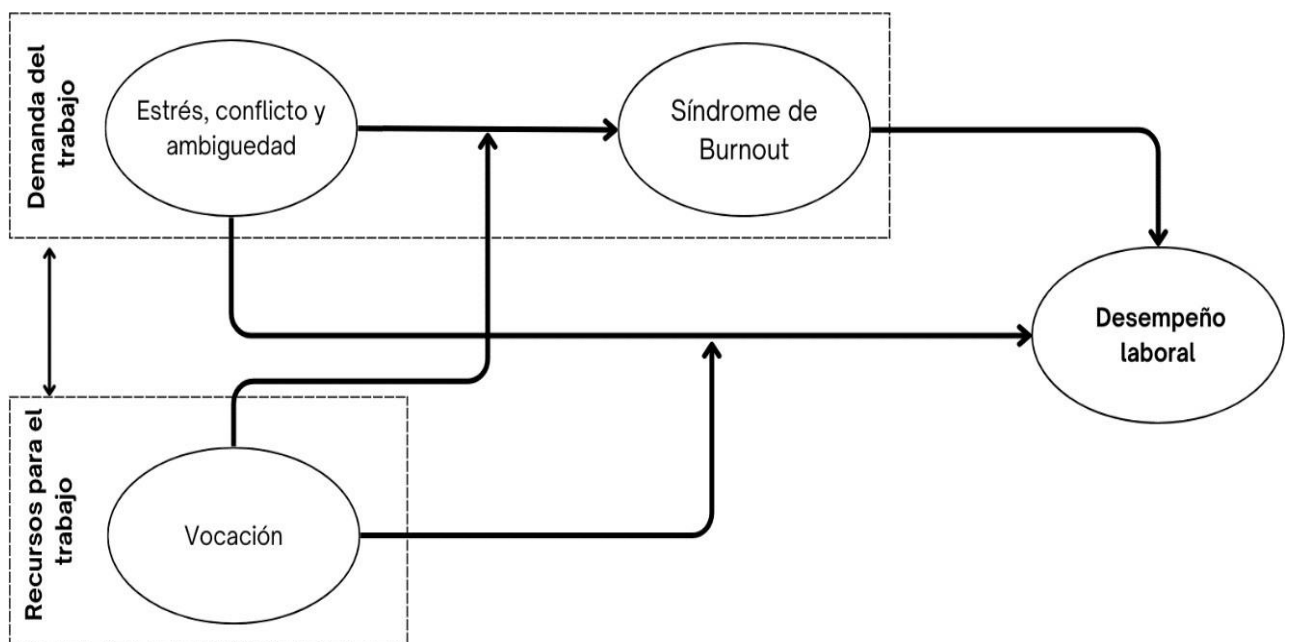 Demanda del
trabajo
Estrés, conflicto y
ambiguedad
Síndrome de
Burnout
Desempeño
laboral
Recursos para el
trabajo
Vocación